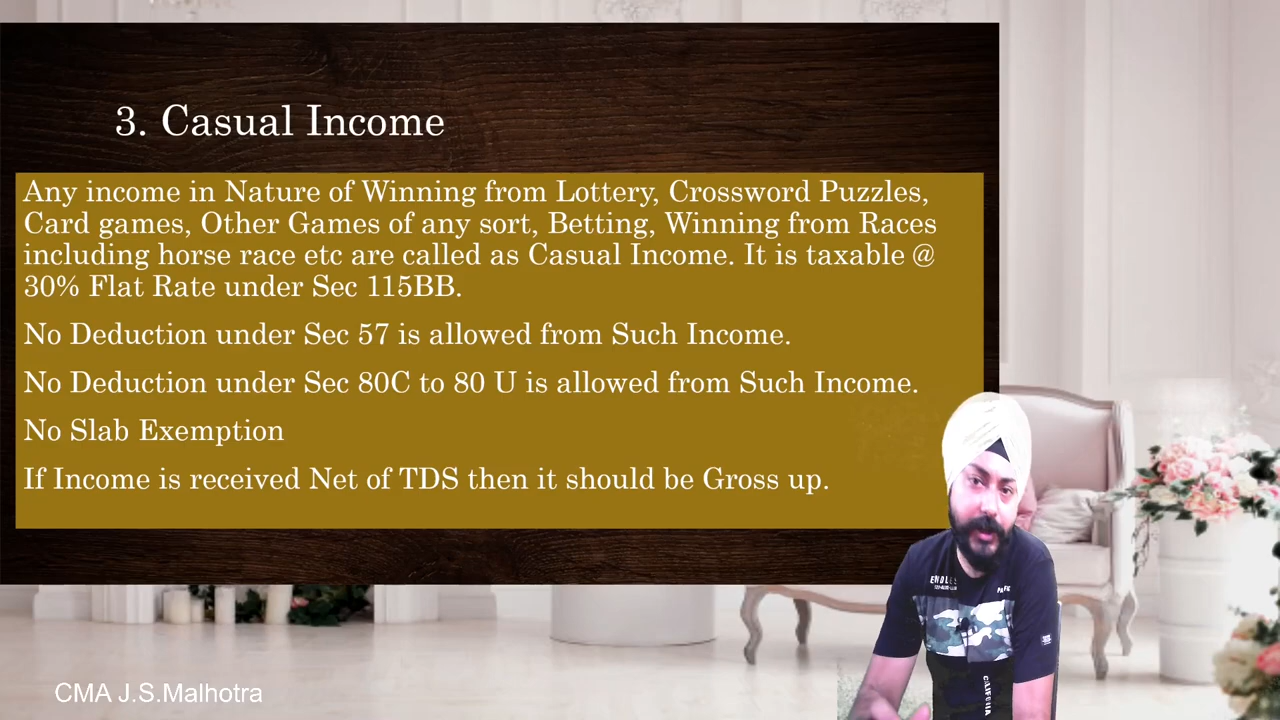 3. Casual Income
Any income in Nature of Winning from Lottery, Crossword Puzzles,
Card games, Other Games of any sort, Betting, Winning from Races
including horse race etc are called as Casual Income. It is taxable @
30% Flat Rate under Sec 115BB.
No Deduction under Sec 57 is allowed from Such Income.
No Deduction under Sec 80C to 80 U is allowed from Such Income.
No Slab Exemption
If Income is received Net of TDS then it should be Gross up.
CMA J.S.Malhotra